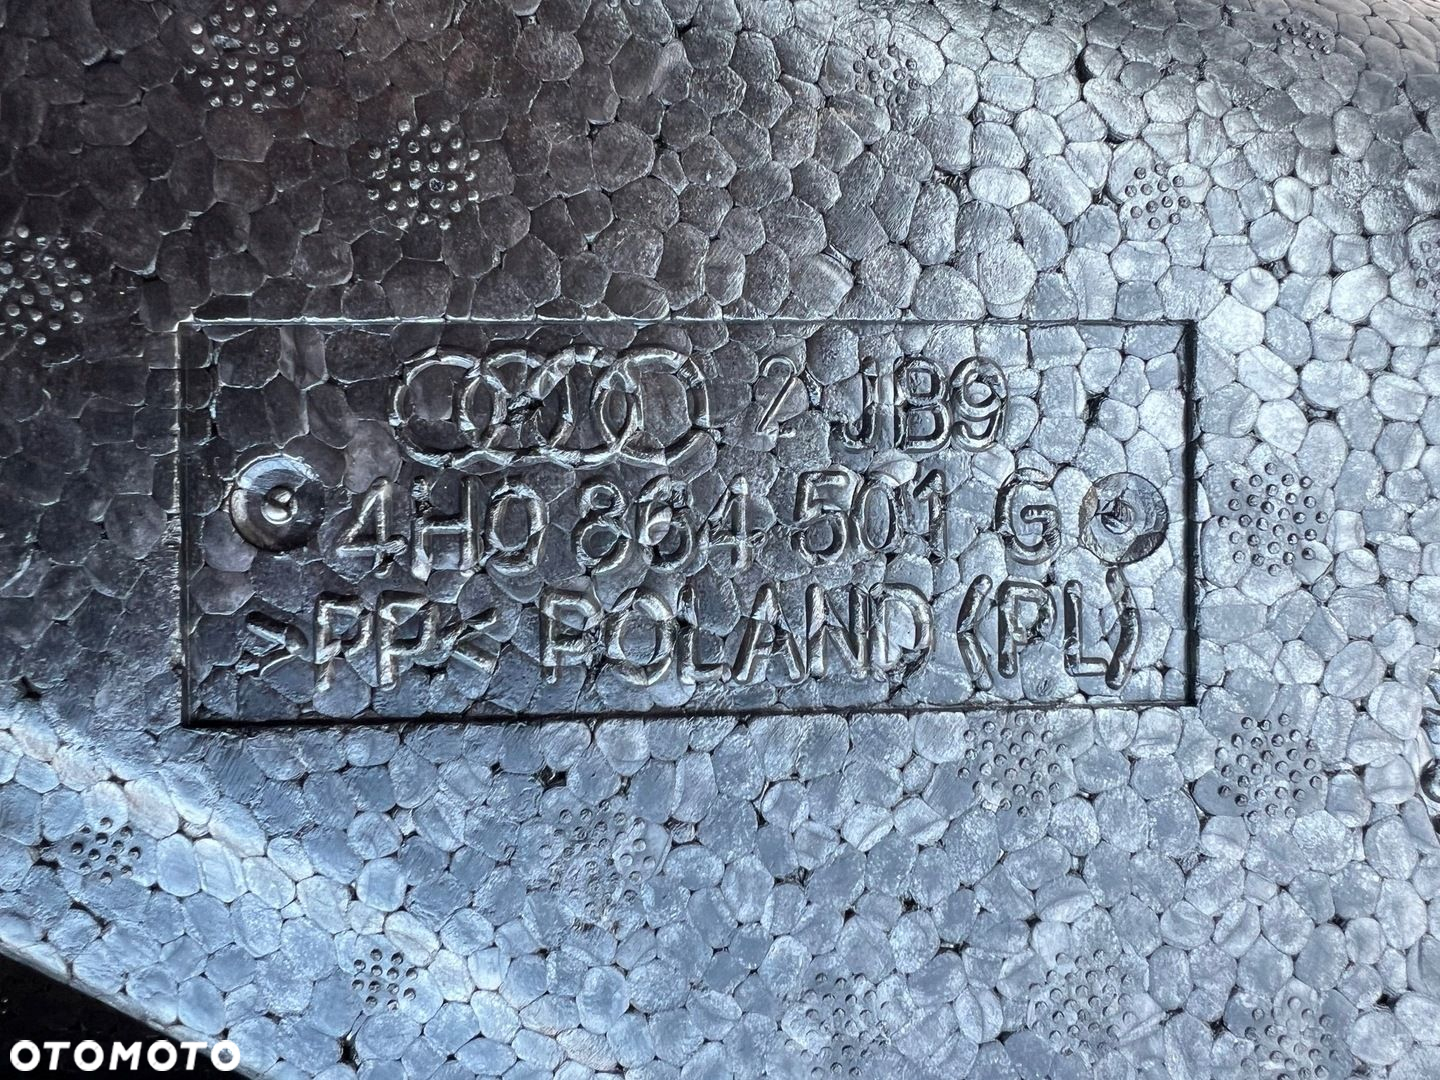 2 JB9
4H0 864 501 G
>PP< POLAND (PL)
OTOMOTO